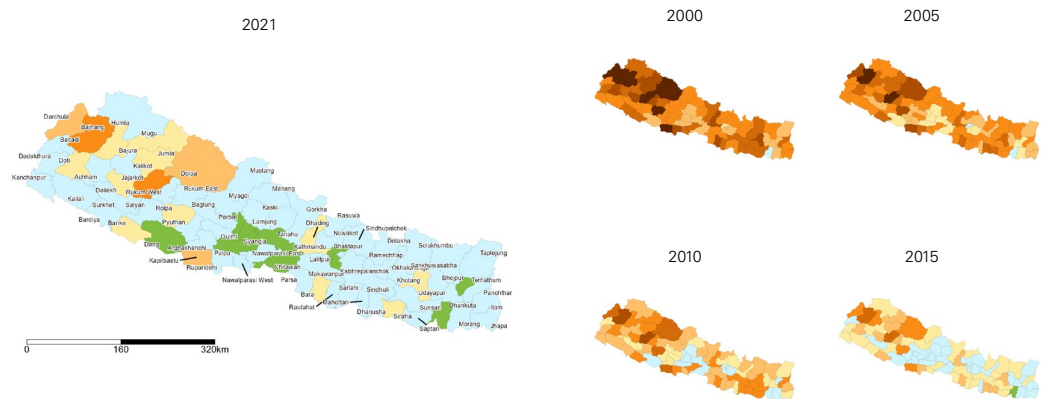 2021
2000
2005
Darchula
Humla
Bajhang
Baitadi
Mugu
Dadeldhura
Doti
Bajura
Jumla
Kalikot
Kanchanpur
Achham
Jajarkot
Dolpa
Mustang
Dailekh
Rukum West
Rukum East
Manang
Kailali
Surkhet
Salyan
Myagdi
Rolpa
Baglung
Kaski
Gorkha
Bardiya
Banke
Pyuthan
Parbat
Lamjung
Dhading
Rasuwa
Sindhupalchok
Gulmi
Syangja
Tanahu
Nuwakot
Dolakha
Solukhumbu
Dang
Arghakhanchi
Kathmandu
Bhaktapur
Taplejung
Kapilbastu
Palpa
Nawalparasi East
Lalitpur
Ramechhap
Rupandehi
Chitawan
Kabhrepalanchok
Okhaldhunga
Sankhuwasabha
Nawalparasi West
Parsa
Makawanpur
Khotang
Bhojpur
Terhathum
Bara
Sarlahi
Sindhuli
Udayapur
Panchthar
Rautahat
Mahottari
Dhanusha
Siraha
Sunsari
Dhankuta
Ilam
Saptari
Morang
Jhapa
0 160 320km
2010
2015